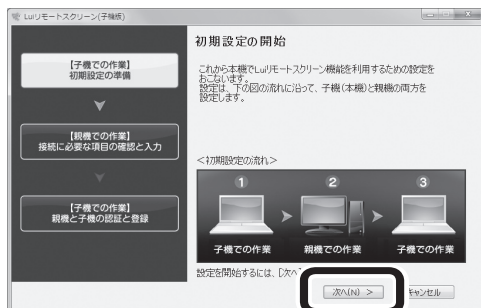 Luiリモートスクリーン(子機版)
【子機での作業】
初期設定の準備
【親機での作業】
接続に必要な項目の確認と入力
【子機での作業】
親機と子機の認証と登録
初期設定の開始
これから本機でLuiリモートスクリーン機能を利用するための設定を
おこないます。
設定は、下の図の流れに沿って、子機(本機)と親機の両方を
設定します。
<初期設定の流れ>
1
2
3
子機での作業
親機での作業
子機での作業
設定を開始するには、[次へ
次へ(N) >
キャンセル